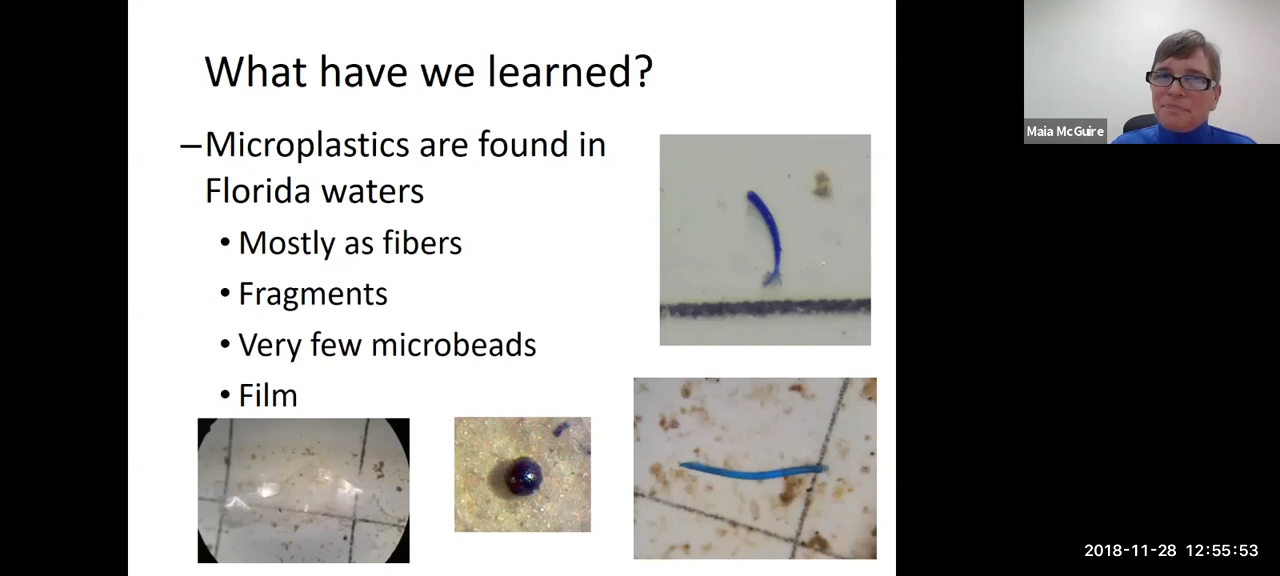 What have we learned?
–Microplastics are found in
Florida waters
• Mostly as fibers
• Fragments
• Very few microbeads
• Film
Maia McGuire
2018-11-28 12:55:53